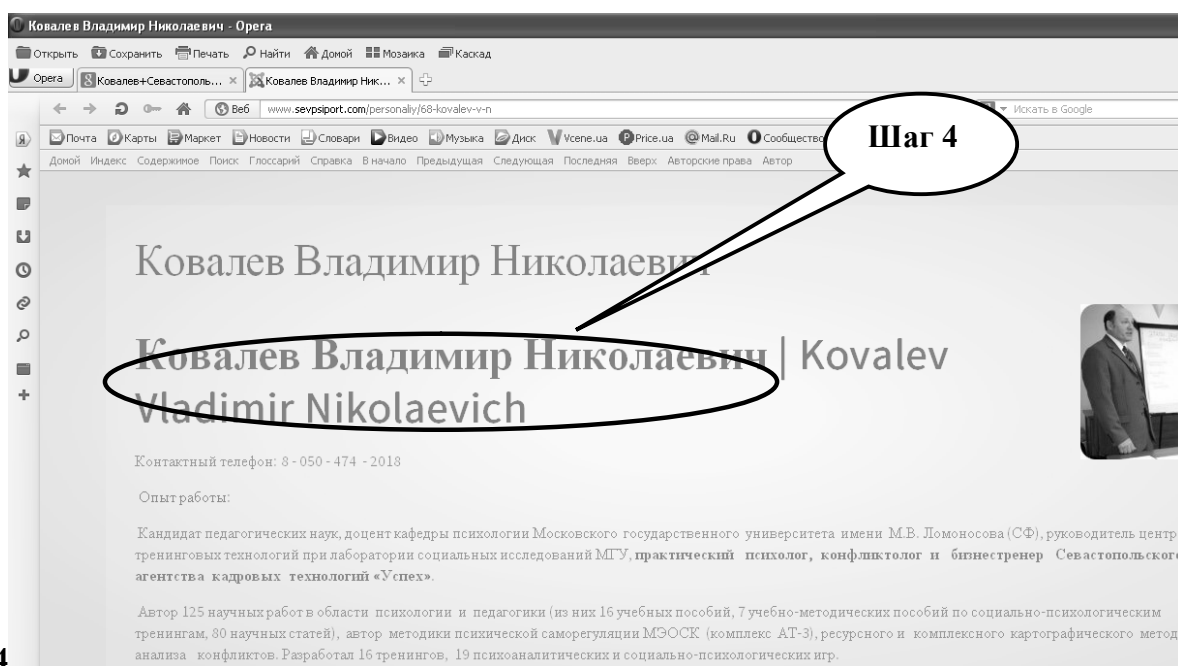 Ковалев Владимир Николаевич - Opera
Открыть Сохранить Печать Найти Домой Мозаика Каскад
Opera Ковалев+Севастополь... × Ковалев Владимир Ник... ×
Веб www.sevpsiport.com/personaliy/68-kovalev-v-n Искать в Google
Почта Карты Маркет Новости Словари Видео Музыка Диск Vcene.ua Price.ua Mail.Ru Сообщество
Домой Индекс Содержимое Поиск Глоссарий Справка В начало Предыдущая Следующая Последняя Вверх Авторские права Автор
Шаг 4
Ковалев Владимир Николаевич
Ковалев Владимир Николаевич | Kovalev
Vladimir Nikolaevich
Контактный телефон: 8 - 050 - 474 - 2018
Опыт работы:
Кандидат педагогических наук, доцент кафедры психологии Московского государственного университета имени М.В. Ломоносова (СФ), руководитель центр
тренинговых технологий при лаборатории социальных исследований МГУ, практический психолог, конфликтолог и бизнестренер Севастопольского
агентства кадровых технологий «Успех».
Автор 125 научных работ в области психологии и педагогики (из них 16 учебных пособий, 7 учебно-методических пособий по социально-психологическим
тренингам, 80 научных статей), автор методики психической саморегуляции МЭОСК (комплекс АТ-3), ресурсного и комплексного картографического метод
анализа конфликтов. Разработал 16 тренингов, 19 психоаналитических и социально-психологических игр.